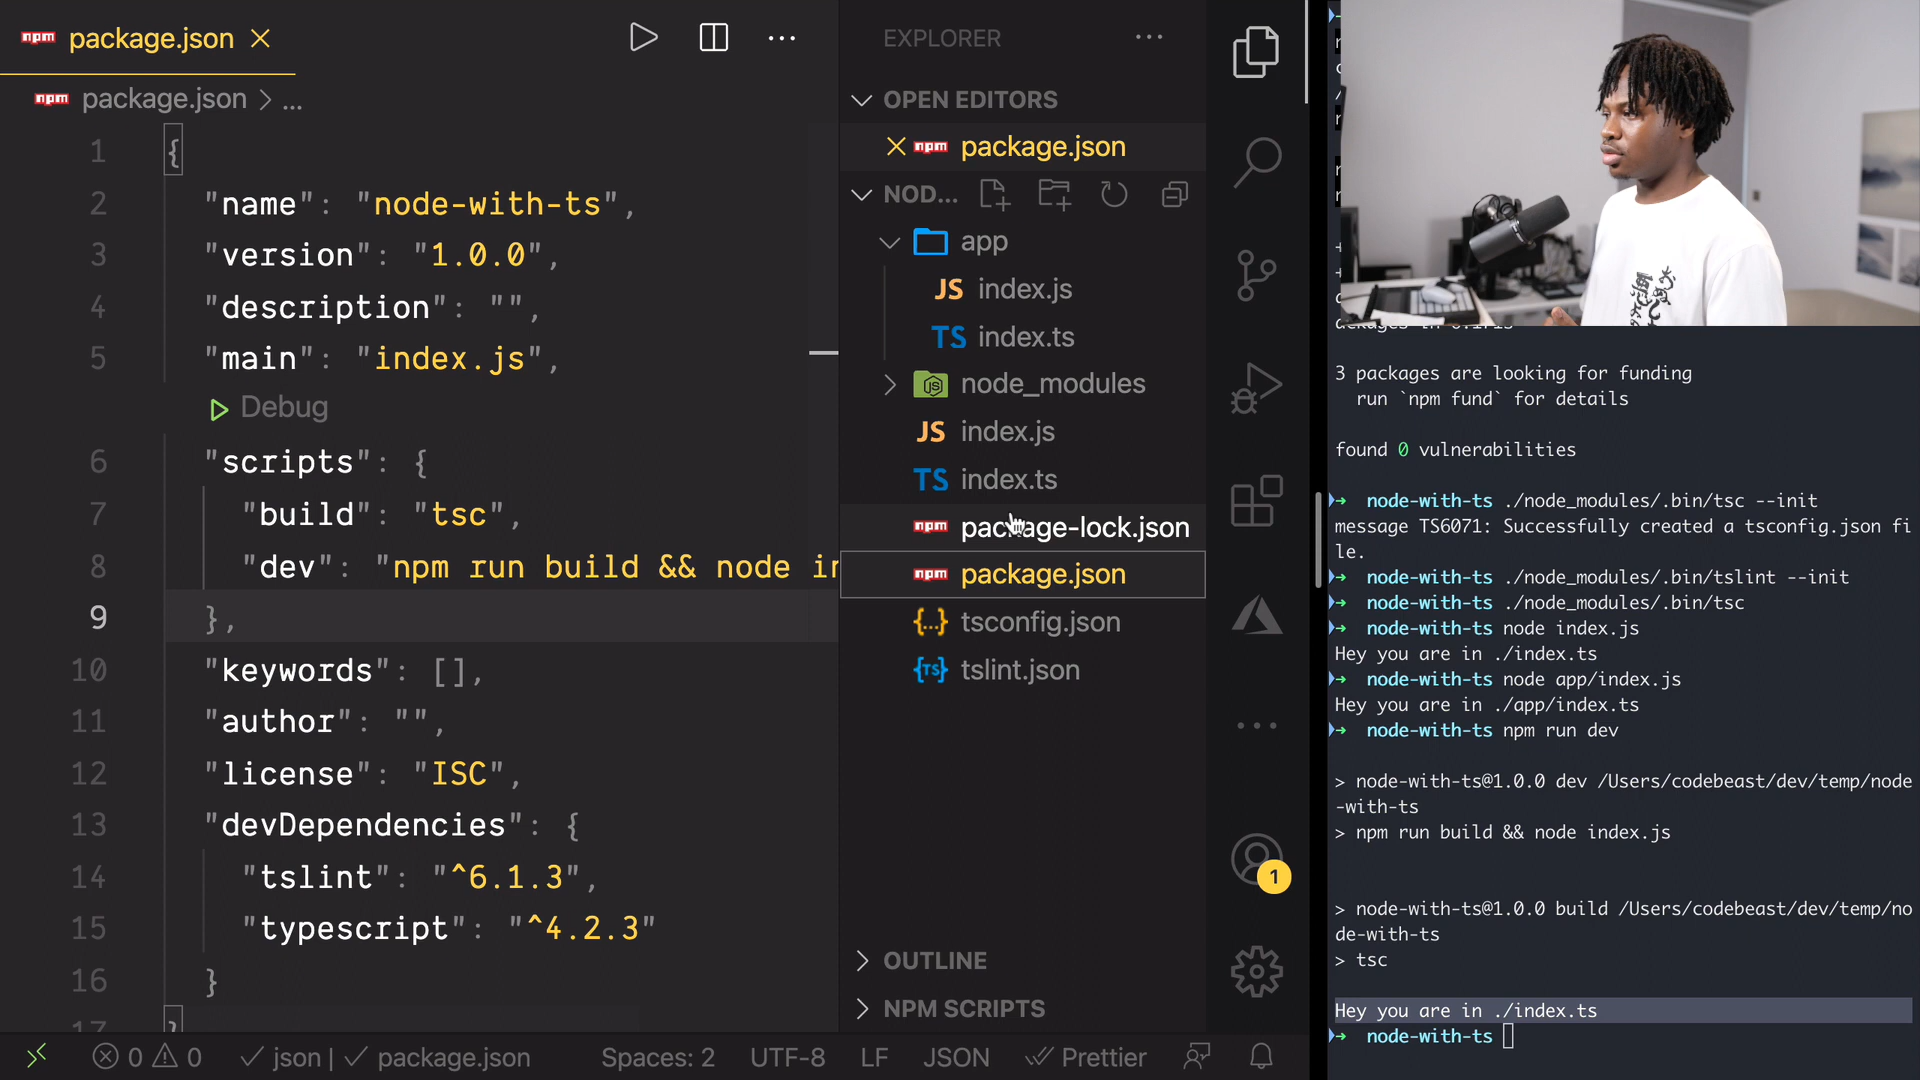 package.json
package.json > ...
1 {
2 "name": "node-with-ts",
3 "version": "1.0.0",
4 "description": "",
5 "main": "index.js",
Debug
6 "scripts": {
7 "build": "tsc",
8 "dev": "npm run build && node in
9 },
10 "keywords": [],
11 "author": "",
12 "license": "ISC",
13 "devDependencies": {
14 "tslint": "^6.1.3",
15 "typescript": "^4.2.3"
16 }
17 }
0 0 json | package.json Spaces: 2 UTF-8 LF JSON Prettier
EXPLORER
OPEN EDITORS
npm package.json
NOD...
app
JS index.js
TS index.ts
node_modules
JS index.js
TS index.ts
npm package-lock.json
npm package.json
{...} tsconfig.json
{TS} tslint.json
OUTLINE
NPM SCRIPTS
1
3 packages are looking for funding
run `npm fund` for details
found 0 vulnerabilities
→ node-with-ts ./node_modules/.bin/tsc --init
message TS6071: Successfully created a tsconfig.json fi
le.
→ node-with-ts ./node_modules/.bin/tslint --init
→ node-with-ts ./node_modules/.bin/tsc
→ node-with-ts node index.js
Hey you are in ./index.ts
→ node-with-ts node app/index.js
Hey you are in ./app/index.ts
→ node-with-ts npm run dev
> node-with-ts@1.0.0 dev /Users/codebeast/dev/temp/node
-with-ts
> npm run build && node index.js
> node-with-ts@1.0.0 build /Users/codebeast/dev/temp/no
de-with-ts
> tsc
Hey you are in ./index.ts
→ node-with-ts